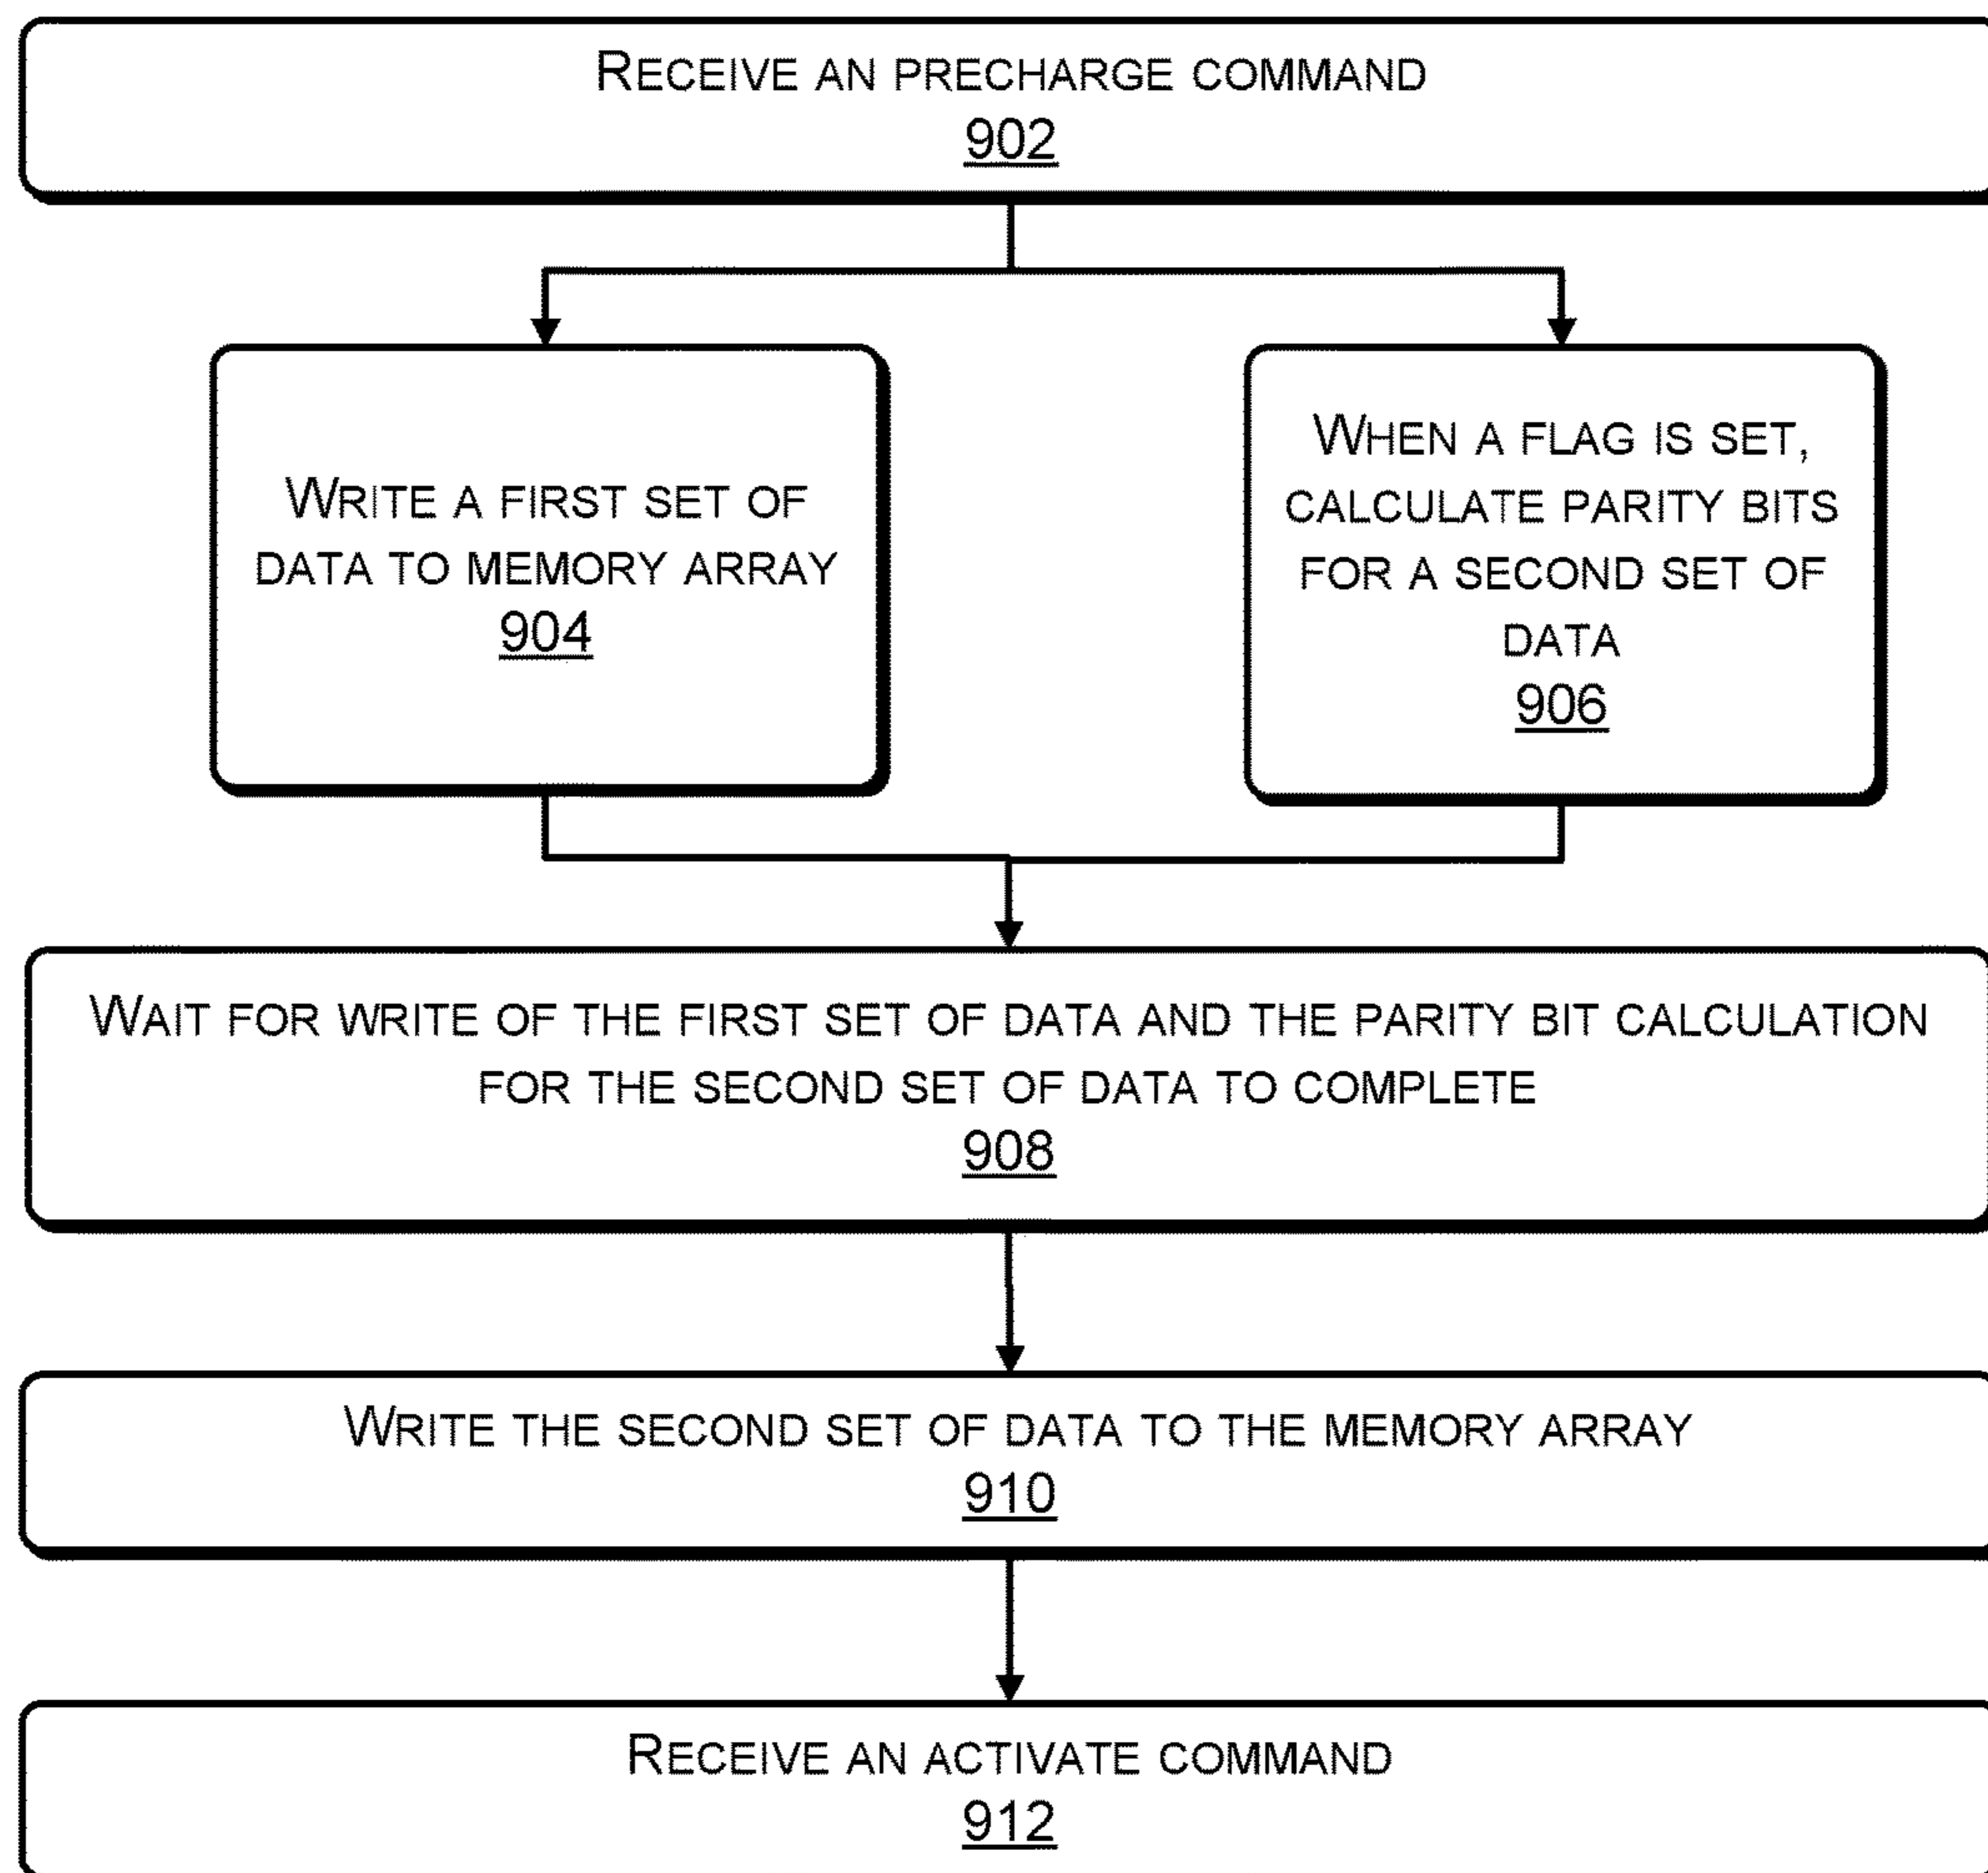 RECEIVE AN PRECHARGE COMMAND
902
WRITE A FIRST SET OF
DATA TO MEMORY ARRAY
904
WHEN A FLAG IS SET,
CALCULATE PARITY BITS
FOR A SECOND SET OF
DATA
906
WAIT FOR WRITE OF THE FIRST SET OF DATA AND THE PARITY BIT CALCULATION
FOR THE SECOND SET OF DATA TO COMPLETE
908
WRITE THE SECOND SET OF DATA TO THE MEMORY ARRAY
910
RECEIVE AN ACTIVATE COMMAND
912